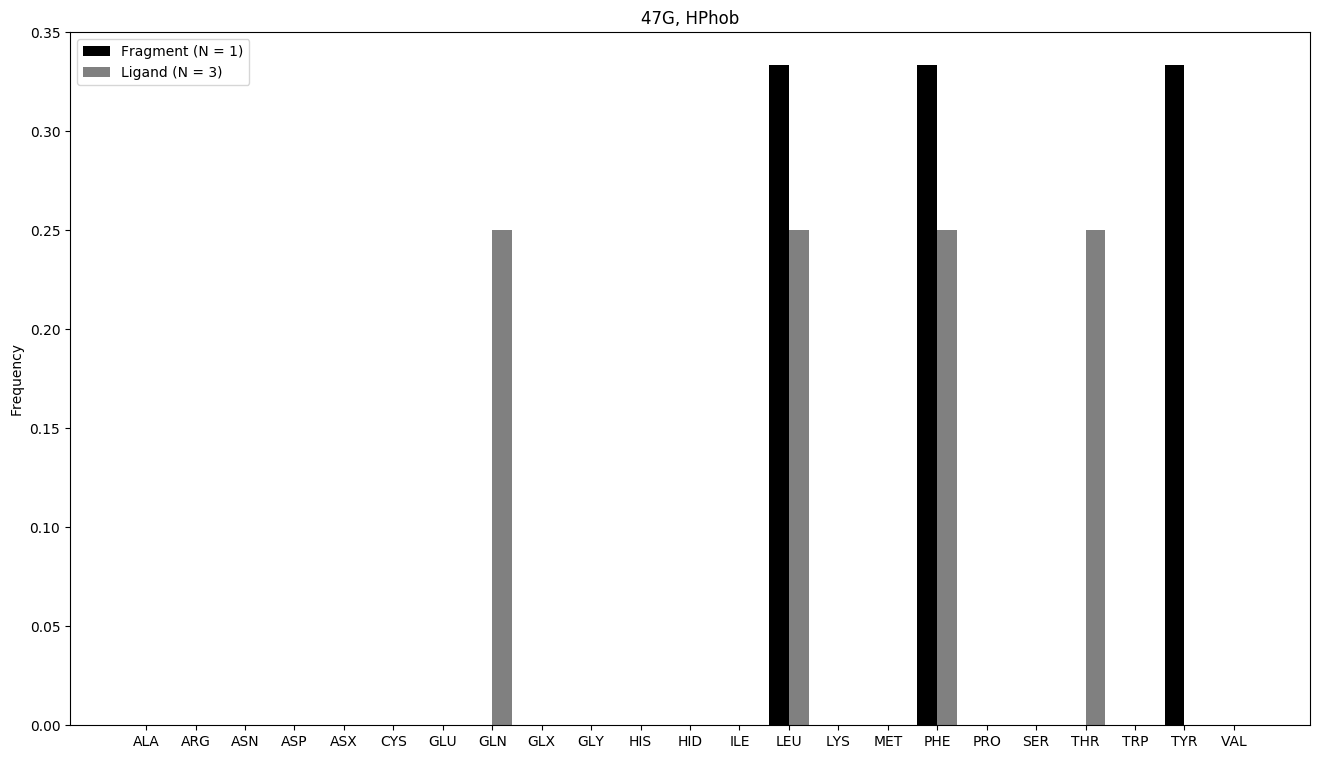 47G, HPhob
Fragment (N = 1)
Ligand (N = 3)
Frequency
0.35
0.30
0.25
0.20
0.15
0.10
0.05
0.00
ALA ARG ASN ASP ASX CYS GLU GLN GLX GLY HIS HID ILE LEU LYS MET PHE PRO SER THR TRP TYR VAL